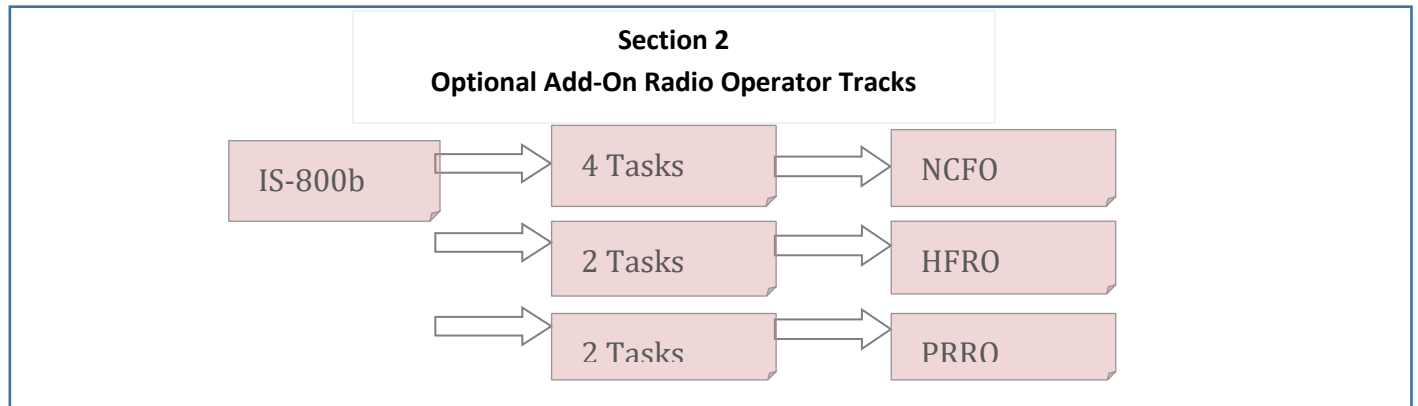 Section 2
Optional Add-On Radio Operator Tracks
IS-800b
4 Tasks
NCFO
2 Tasks
HFRO
2 Tasks
PRRO